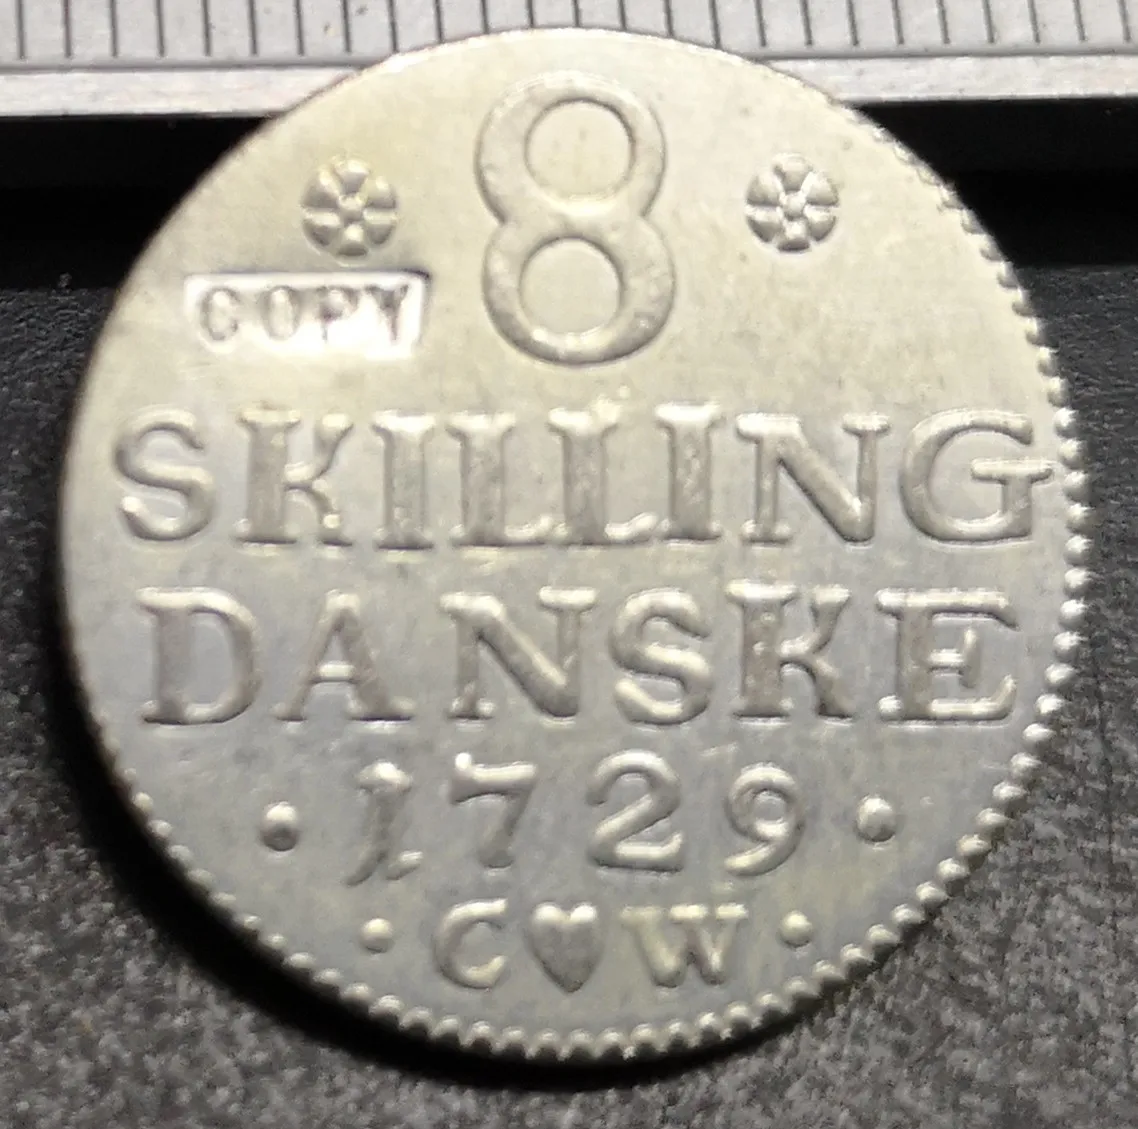 8
COPY
SKILLING
DANSKE
· 1729 ·
· C♥W ·